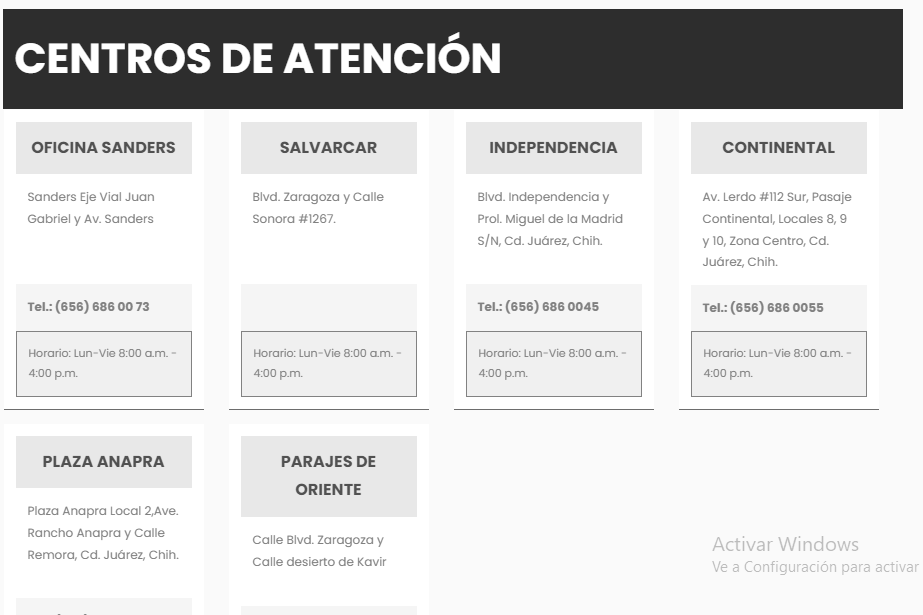 CENTROS DE ATENCIÓN
OFICINA SANDERS
Sanders Eje Vial Juan
Gabriel y Av. Sanders
Tel.: (656) 686 00 73
Horario: Lun-Vie 8:00 a.m. -
4:00 p.m.
SALVARCAR
Blvd. Zaragoza y Calle
Sonora #1267.
Horario: Lun-Vie 8:00 a.m. -
4:00 p.m.
INDEPENDENCIA
Blvd. Independencia y
Prol. Miguel de la Madrid
S/N, Cd. Juárez, Chih.
Tel.: (656) 686 0045
Horario: Lun-Vie 8:00 a.m. -
4:00 p.m.
CONTINENTAL
Av. Lerdo #112 Sur, Pasaje
Continental, Locales 8, 9
y 10, Zona Centro, Cd.
Juárez, Chih.
Tel.: (656) 686 0055
Horario: Lun-Vie 8:00 a.m. -
4:00 p.m.
PLAZA ANAPRA
Plaza Anapra Local 2,Ave.
Rancho Anapra y Calle
Remora, Cd. Juárez, Chih.
PARAJES DE
ORIENTE
Calle Blvd. Zaragoza y
Calle desierto de Kavir
Activar Windows
Ve a Configuración para activar